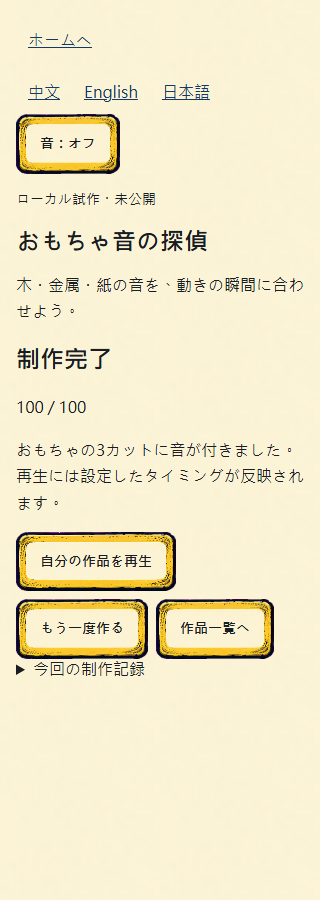 ホームへ
中文 English 日本語
音：オフ
ローカル試作・未公開
おもちゃ音の探偵
木・金属・紙の音を、動きの瞬間に合わ
せよう。
制作完了
100 / 100
おもちゃの3カットに音が付きました。
再生には設定したタイミングが反映され
ます。
自分の作品を再生
もう一度作る 作品一覧へ
▶ 今回の制作記録